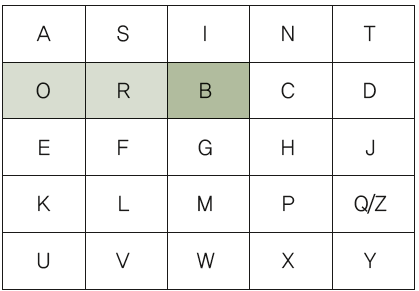 A S I N T
O R B C D
E F G H J
K L M P Q/Z
U V W X Y